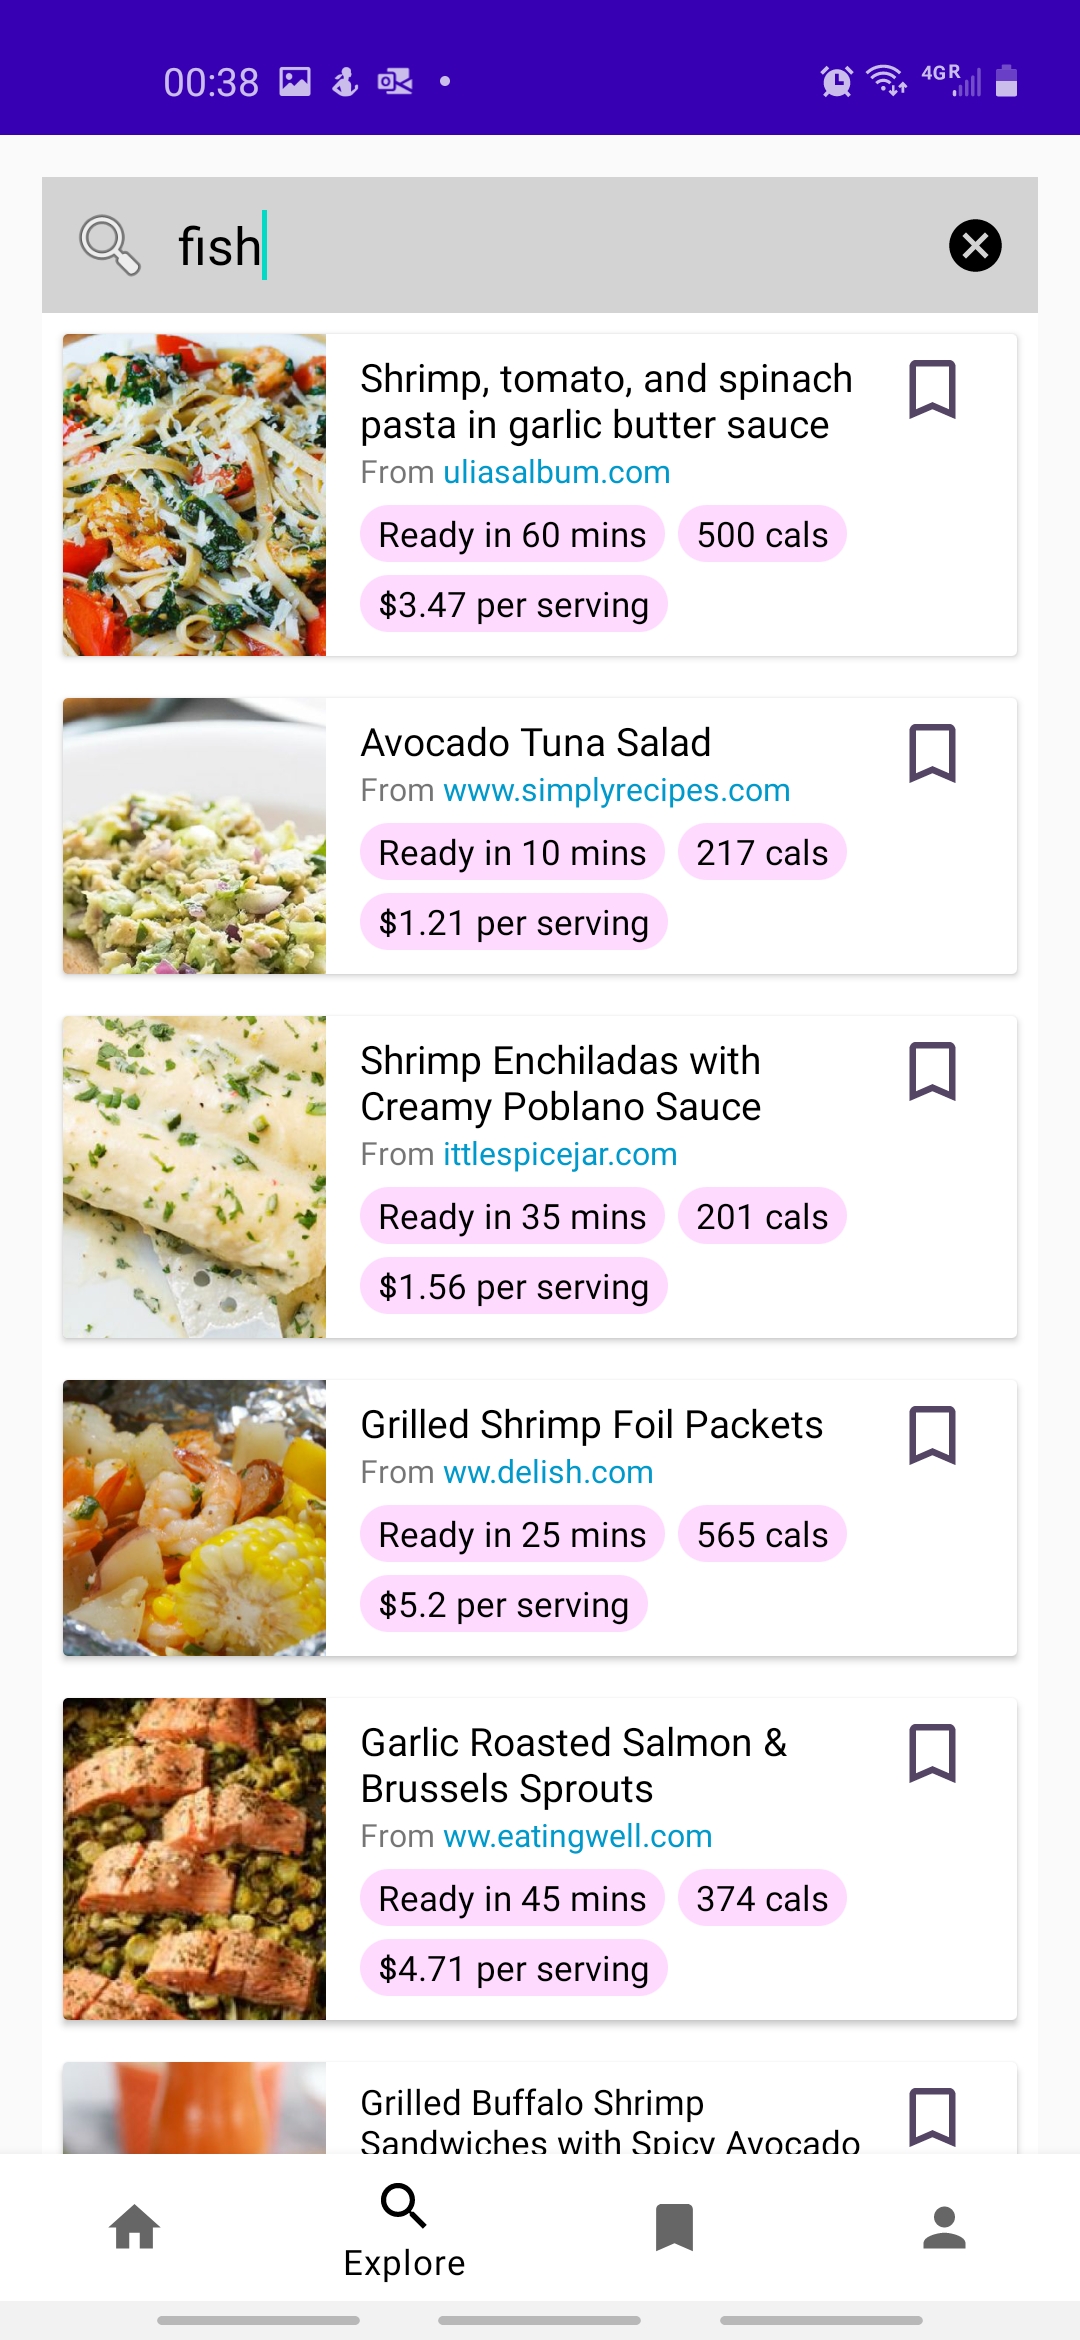 00:38
4G R
fish
Shrimp, tomato, and spinach
pasta in garlic butter sauce
From uliasalbum.com
Ready in 60 mins
500 cals
$3.47 per serving
Avocado Tuna Salad
From www.simplyrecipes.com
Ready in 10 mins
217 cals
$1.21 per serving
Shrimp Enchiladas with
Creamy Poblano Sauce
From ittlespicejar.com
Ready in 35 mins
201 cals
$1.56 per serving
Grilled Shrimp Foil Packets
From ww.delish.com
Ready in 25 mins
565 cals
$5.2 per serving
Garlic Roasted Salmon &
Brussels Sprouts
From ww.eatingwell.com
Ready in 45 mins
374 cals
$4.71 per serving
Grilled Buffalo Shrimp
Sandwiches with Spicy Avocado
Explore